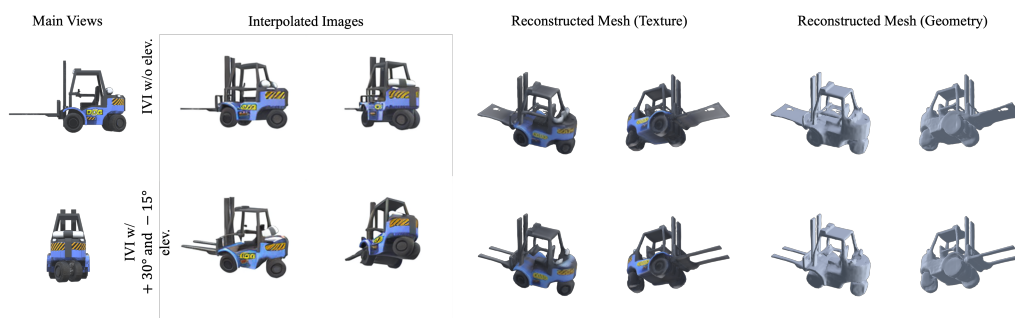 Main Views
Interpolated Images
Reconstructed Mesh (Texture)
Reconstructed Mesh (Geometry)
IVI w/o elev.
IVI w/
+ 30° and − 15°
elev.